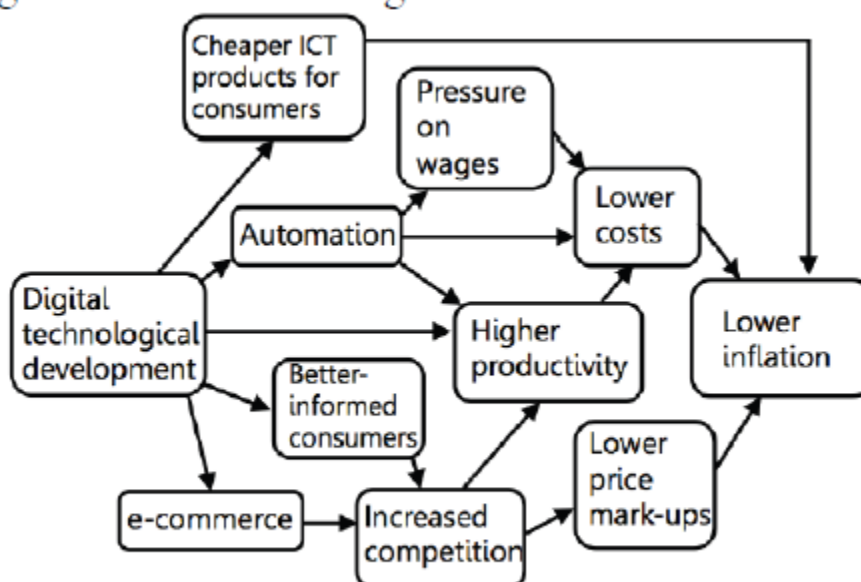 Cheaper ICT
products for
consumers
Pressure
on
wages
Lower
costs
Automation
Digital
technological
development
Higher
productivity
Lower
inflation
Better-
informed
consumers
Lower
price
mark-ups
e-commerce
Increased
competition